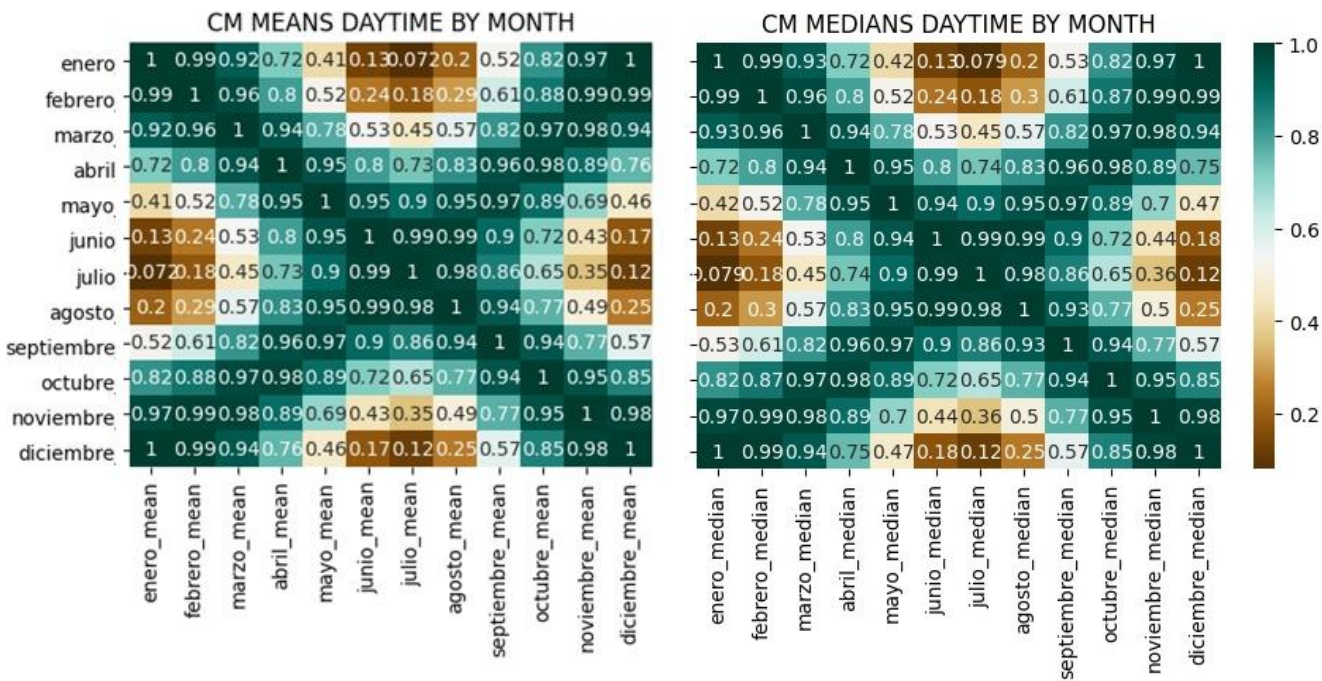 CM MEANS DAYTIME BY MONTH CM MEDIANS DAYTIME BY MONTH
enero 1 0.99 0.92 0.72 0.41 0.13 0.072 0.2 0.52 0.82 0.97 1 1 0.99 0.93 0.72 0.42 0.13 0.079 0.2 0.53 0.82 0.97 1 1.0
febrero 0.99 1 0.96 0.8 0.52 0.24 0.18 0.29 0.61 0.88 0.99 0.99 0.99 1 0.96 0.8 0.52 0.24 0.18 0.3 0.61 0.87 0.99 0.99
marzo 0.92 0.96 1 0.94 0.78 0.53 0.45 0.57 0.82 0.97 0.98 0.94 0.93 0.96 1 0.94 0.78 0.53 0.45 0.57 0.82 0.97 0.98 0.94 0.8
abril 0.72 0.8 0.94 1 0.95 0.8 0.73 0.83 0.96 0.98 0.89 0.76 0.72 0.8 0.94 1 0.95 0.8 0.74 0.83 0.96 0.98 0.89 0.75
mayo 0.41 0.52 0.78 0.95 1 0.95 0.9 0.95 0.97 0.89 0.69 0.46 0.42 0.52 0.78 0.95 1 0.94 0.9 0.95 0.97 0.89 0.7 0.47
junio 0.13 0.24 0.53 0.8 0.95 1 0.99 0.99 0.9 0.72 0.43 0.17 0.13 0.24 0.53 0.8 0.94 1 0.99 0.99 0.9 0.72 0.44 0.18 0.6
julio 0.072 0.18 0.45 0.73 0.9 0.99 1 0.98 0.86 0.65 0.35 0.12 0.079 0.18 0.45 0.74 0.9 0.99 1 0.98 0.86 0.65 0.36 0.12
agosto 0.2 0.29 0.57 0.83 0.95 0.99 0.98 1 0.94 0.77 0.49 0.25 0.2 0.3 0.57 0.83 0.95 0.99 0.98 1 0.93 0.77 0.5 0.25
septiembre 0.52 0.61 0.82 0.96 0.97 0.9 0.86 0.94 1 0.94 0.77 0.57 0.53 0.61 0.82 0.96 0.97 0.9 0.86 0.93 1 0.94 0.77 0.57 0.4
octubre 0.82 0.88 0.97 0.98 0.89 0.72 0.65 0.77 0.94 1 0.95 0.85 0.82 0.87 0.97 0.98 0.89 0.72 0.65 0.77 0.94 1 0.95 0.85
noviembre 0.97 0.99 0.98 0.89 0.69 0.43 0.35 0.49 0.77 0.95 1 0.98 0.97 0.99 0.98 0.89 0.7 0.44 0.36 0.5 0.77 0.95 1 0.98 0.2
diciembre 1 0.99 0.94 0.76 0.46 0.17 0.12 0.25 0.57 0.85 0.98 1 1 0.99 0.94 0.75 0.47 0.18 0.12 0.25 0.57 0.85 0.98 1
enero_mean
febrero_mean
marzo_mean
abril_mean
mayo_mean
junio_mean
julio_mean
agosto_mean
septiembre_mean
octubre_mean
noviembre_mean
diciembre_mean
enero_median
febrero_median
marzo_median
abril_median
mayo_median
junio_median
julio_median
agosto_median
septiembre_median
octubre_median
noviembre_median
diciembre_median